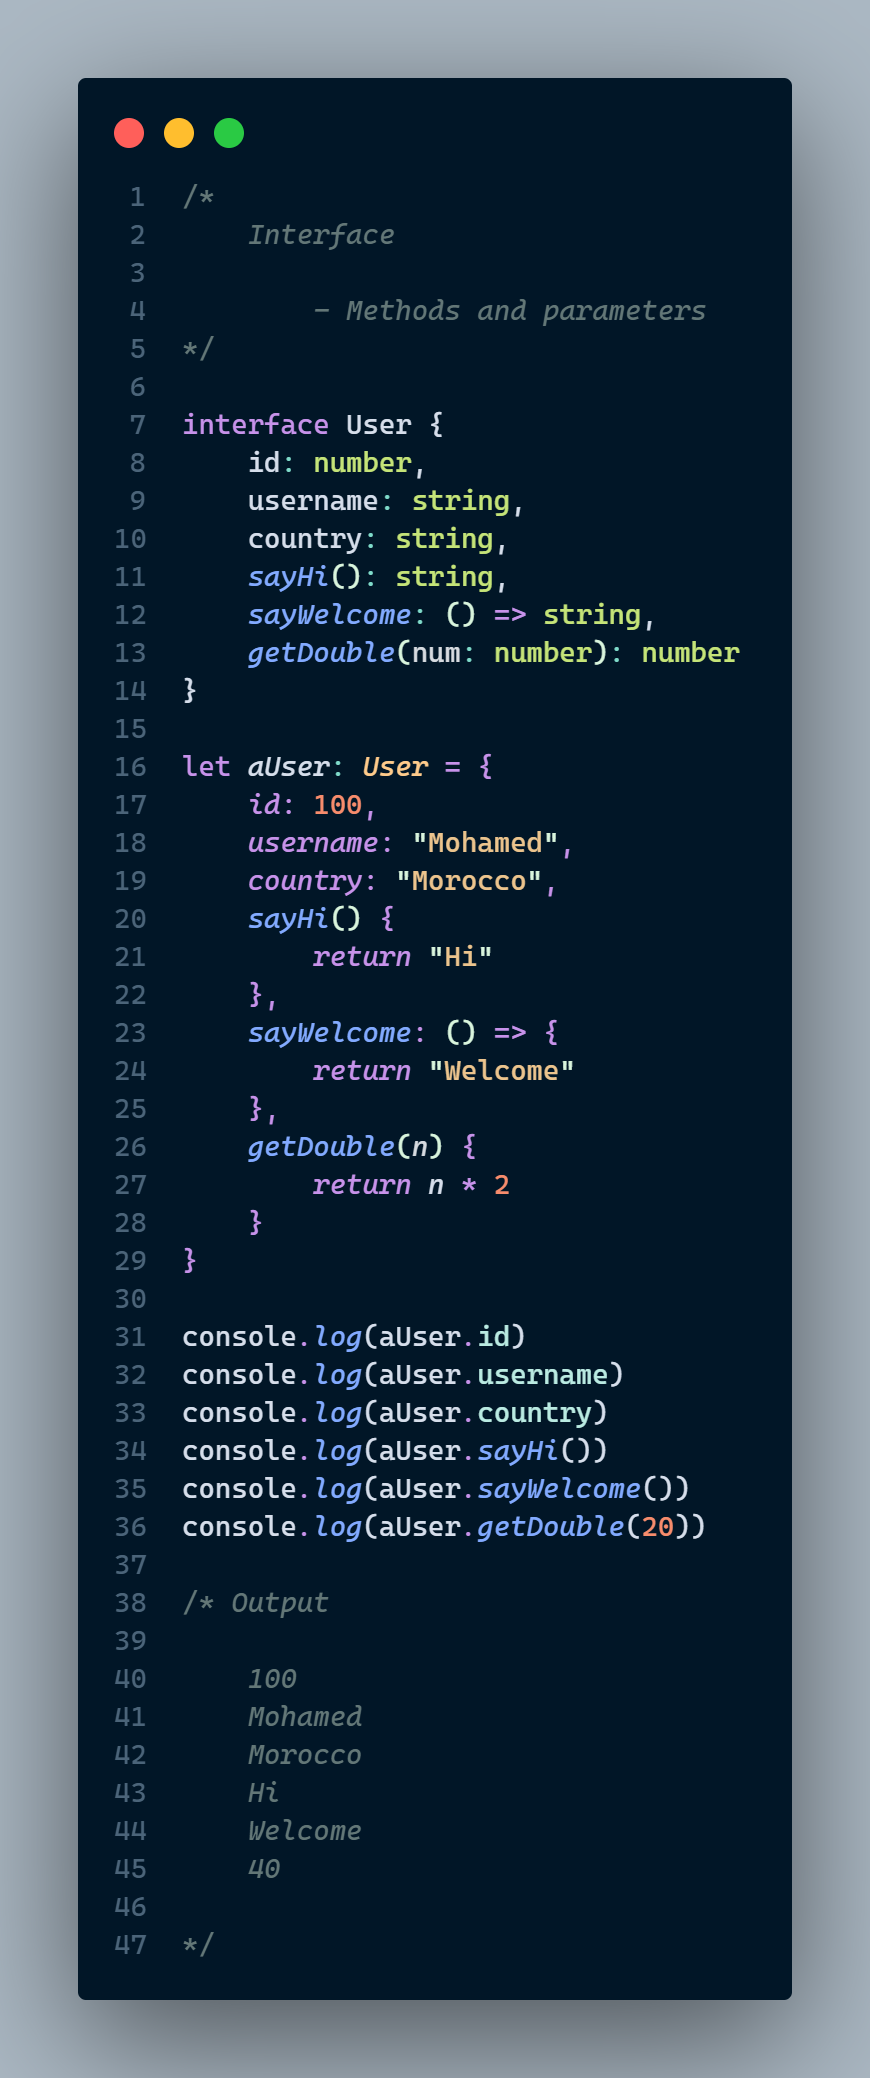 1 /*
2     Interface
3
4         - Methods and parameters
5 */
6
7 interface User {
8     id: number,
9     username: string,
10     country: string,
11     sayHi(): string,
12     sayWelcome: () => string,
13     getDouble(num: number): number
14 }
15
16 let aUser: User = {
17     id: 100,
18     username: "Mohamed",
19     country: "Morocco",
20     sayHi() {
21         return "Hi"
22     },
23     sayWelcome: () => {
24         return "Welcome"
25     },
26     getDouble(n) {
27         return n * 2
28     }
29 }
30
31 console.log(aUser.id)
32 console.log(aUser.username)
33 console.log(aUser.country)
34 console.log(aUser.sayHi())
35 console.log(aUser.sayWelcome())
36 console.log(aUser.getDouble(20))
37
38 /* Output
39
40     100
41     Mohamed
42     Morocco
43     Hi
44     Welcome
45     40
46
47 */